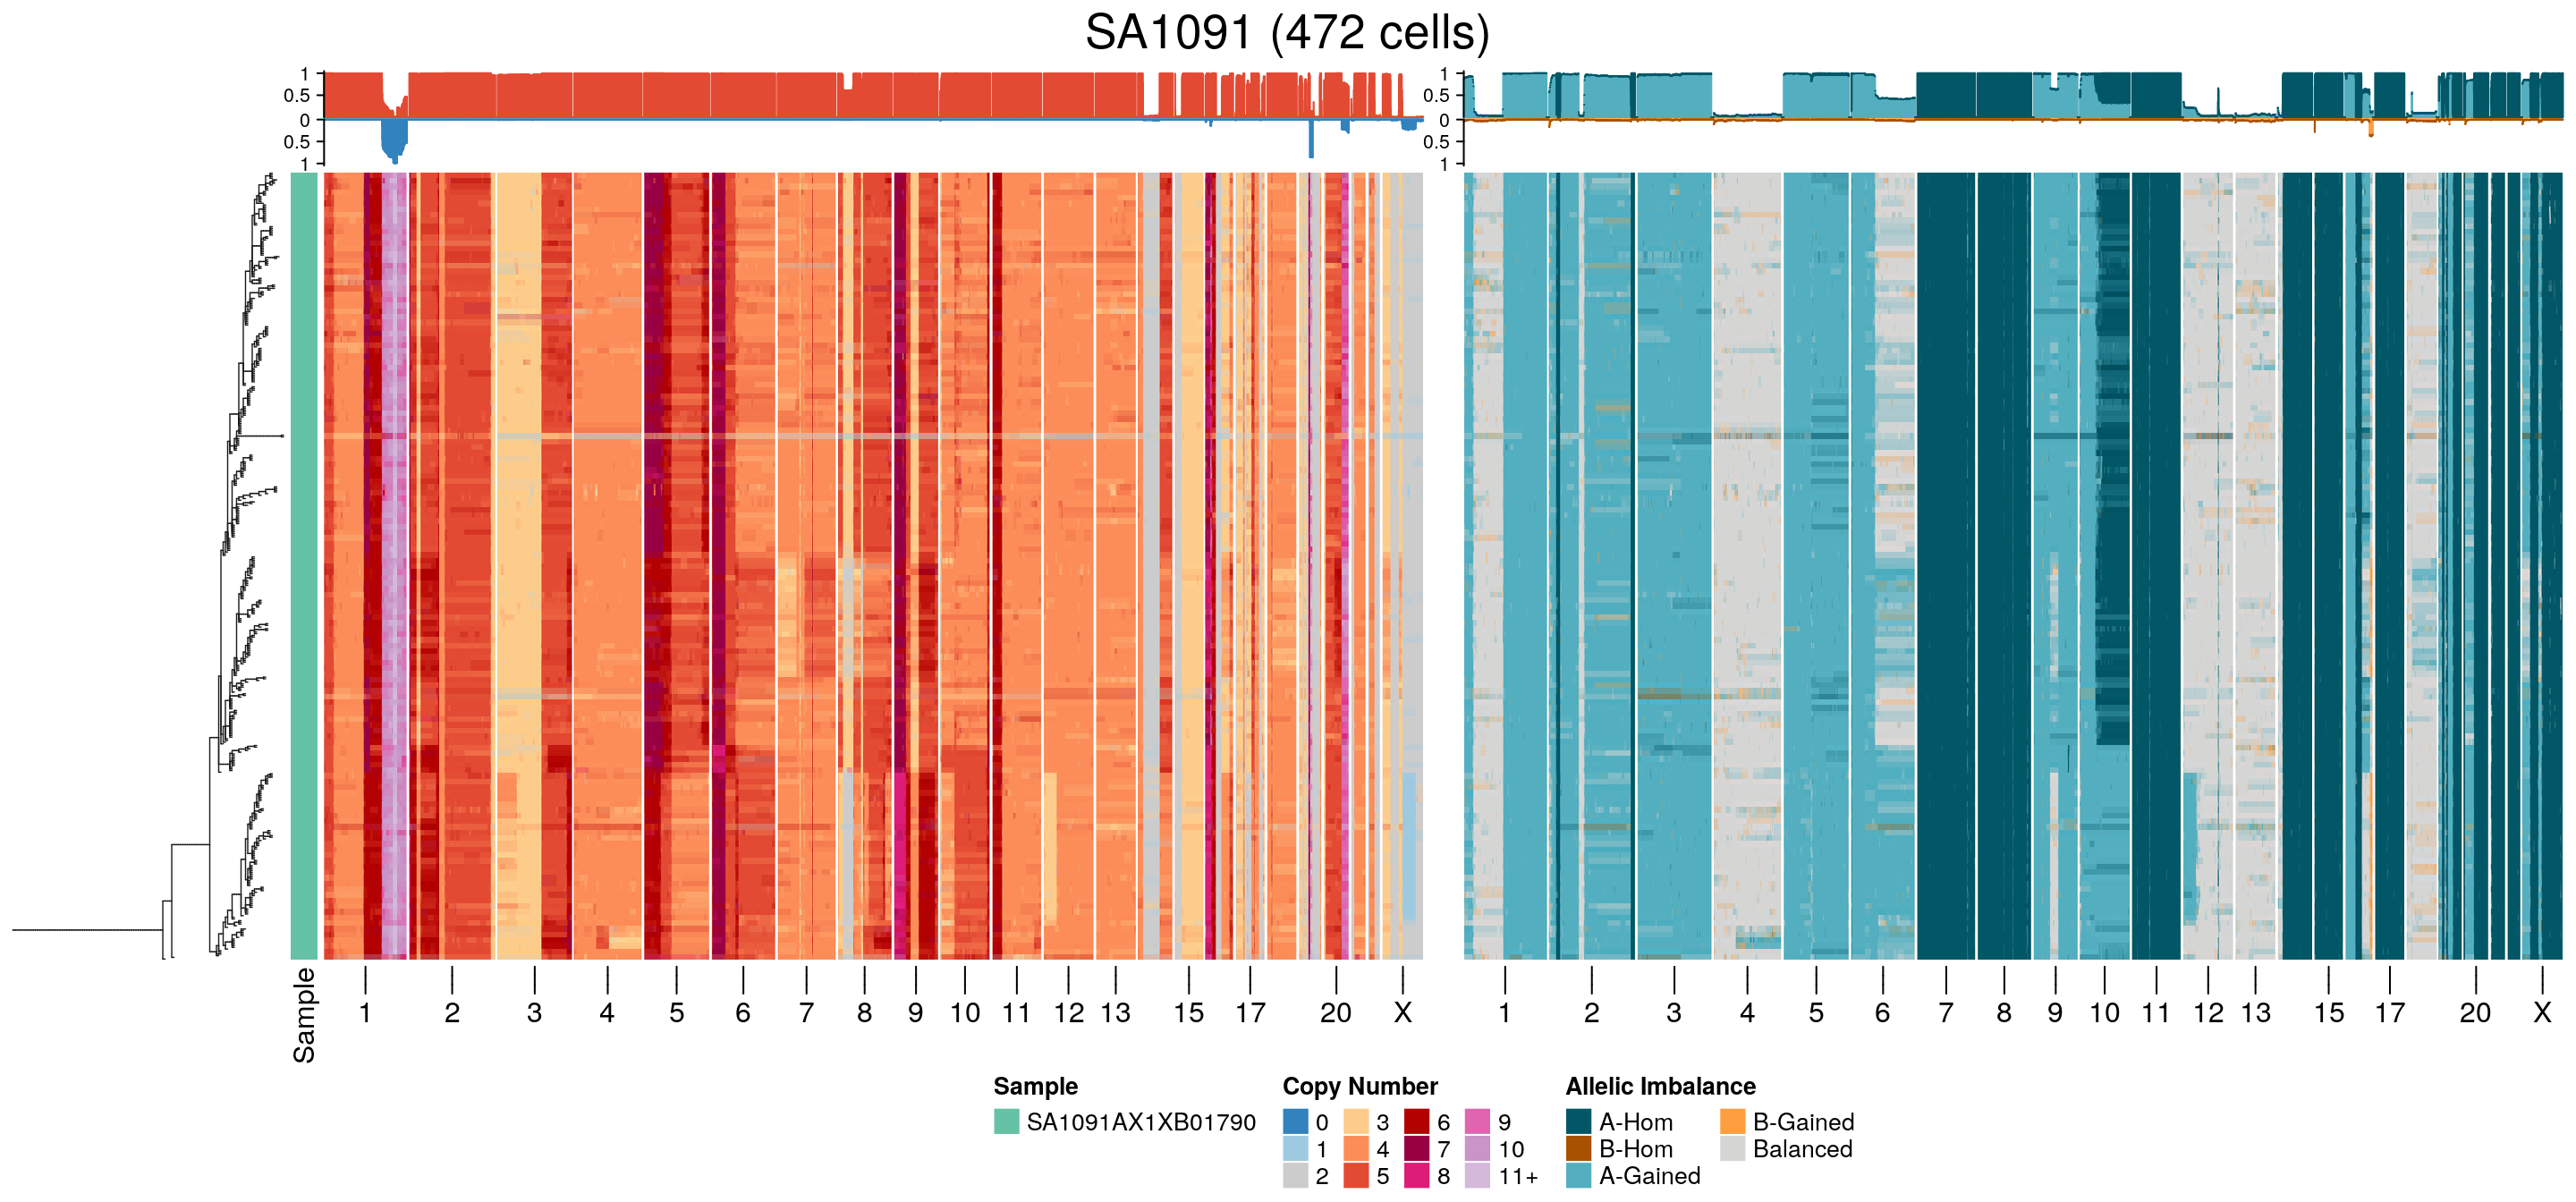 SA1091 (472 cells)
1
0.5
0
0.5
1
1
0.5
0
0.5
1
Sample
1 2 3 4 5 6 7 8 9 10 11 12 13 15 17 20 X
1 2 3 4 5 6 7 8 9 10 11 12 13 15 17 20 X
Sample
SA1091AX1XB01790
Copy Number
0 3 6 9
1 4 7 10
2 5 8 11+
Allelic Imbalance
A-Hom B-Gained
B-Hom Balanced
A-Gained